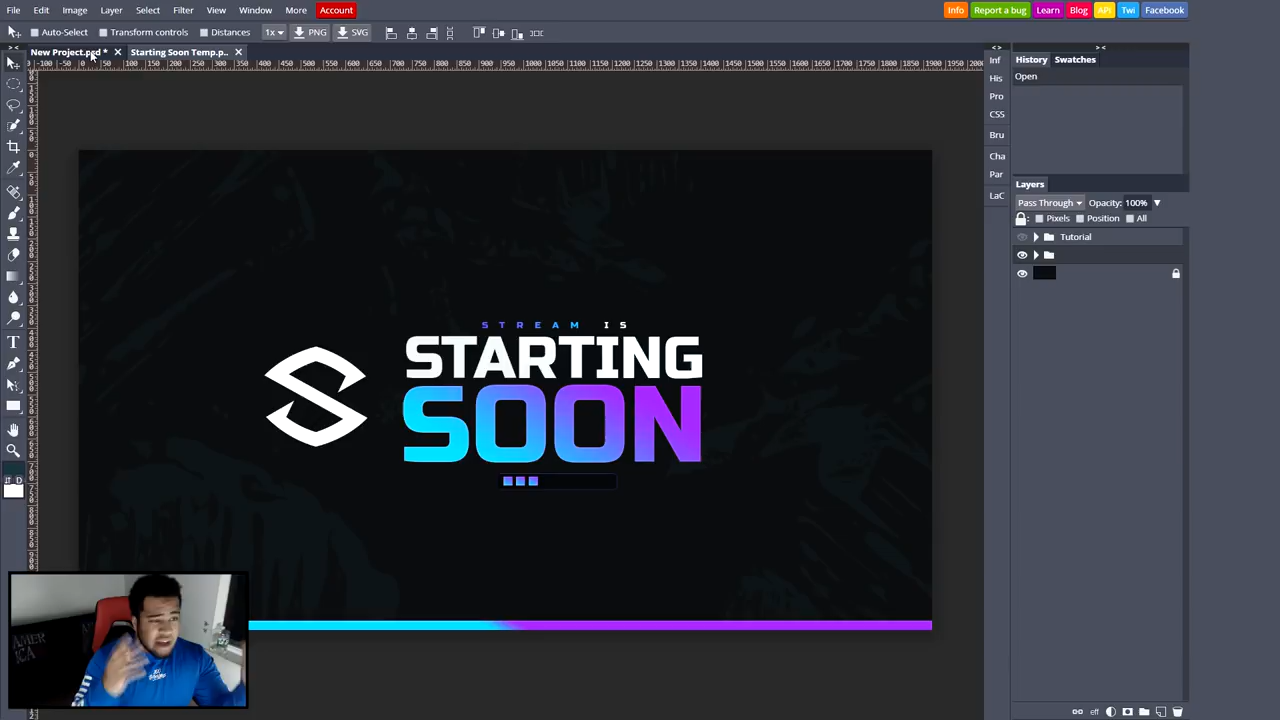 File Edit Image Layer Select Filter View Window More Account Info Report a bug Learn Blog API Twi Facebook
Auto-Select Transform controls Distances 1x PNG SVG
New Project.psd * Starting Soon Temp.p..
Inf
His
Pro
CSS
Bru
Cha
Par
LaC
History Swatches
Open
Layers
Pass Through Opacity: 100%
Pixels Position All
Tutorial
STREAM IS
STARTING
SOON
AMER
ICA